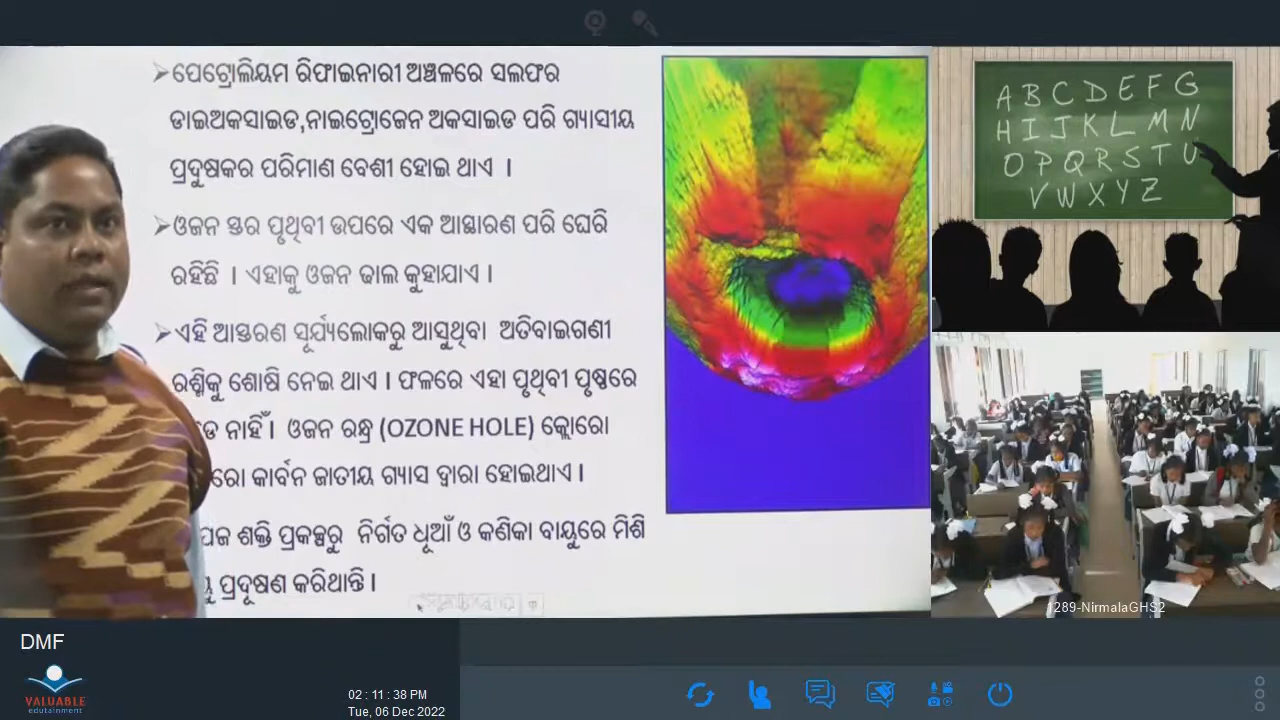 ➢ପେଟ୍ରୋଲିୟମ ରିଫାଇନାରୀ ଅଞ୍ଚଳରେ ସଲଫର
ଡାଇଅକସାଇଡ,ନାଇଟ୍ରୋଜେନ ଅକସାଇଡ ପରି ଗ୍ୟାସୀୟ
ପ୍ରଦୁଷକର ପରିମାଣ ବେଶୀ ହୋଇ ଥାଏ ।
➢ଓଜନ ସ୍ତର ପୃଥିବୀ ଉପରେ ଏକ ଆସ୍ଥାରଣ ପରି ଘେରି
ରହିଛି । ଏହାକୁ ଓଜନ ଢାଲ କୁହାଯାଏ ।
➢ଏହି ଆସ୍ତରଣ ସୂର୍ଯ୍ୟଲୋକରୁ ଆସୁଥିବା ଅତିବାଇଗଣୀ
ରଶ୍ମିକୁ ଶୋଷି ନେଇ ଥାଏ । ଫଳରେ ଏହା ପୃଥିବୀ ପୃଷ୍ଠରେ
ନାହିଁ । ଓଜନ ରନ୍ଧ୍ର (OZONE HOLE) କ୍ଲୋରୋ
କାର୍ବନ ଜାତୀୟ ଗ୍ୟାସ ଦ୍ୱାରା ହୋଇଥାଏ ।
ଶକ୍ତି ପ୍ରକଳ୍ପରୁ ନିର୍ଗତ ଧୂଆଁ ଓ କଣିକା ବାୟୁରେ ମିଶି
ପ୍ରଦୂଷଣ କରିଥାନ୍ତି ।
A B C D E F G
H I J K L M N
O P Q R S T U
V W X Y Z
1289-NirmalaGHS2
DMF
VALUABLE
edutainment
02 : 11 : 38 PM
Tue, 06 Dec 2022